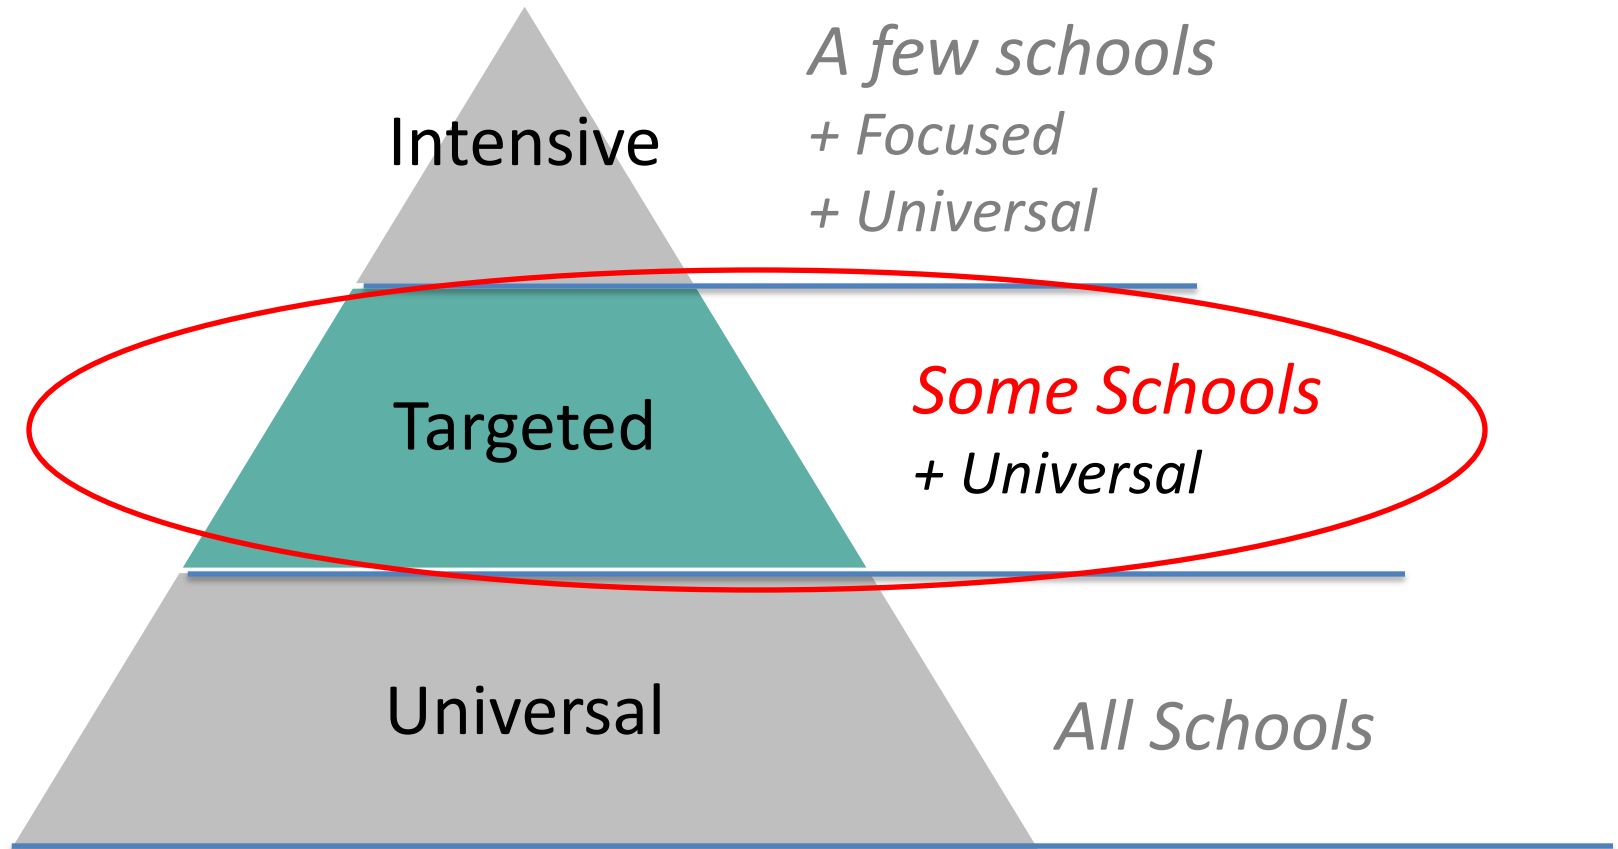 Intensive
A few schools
+ Focused
+ Universal
Targeted
Some Schools
+ Universal
Universal
All Schools